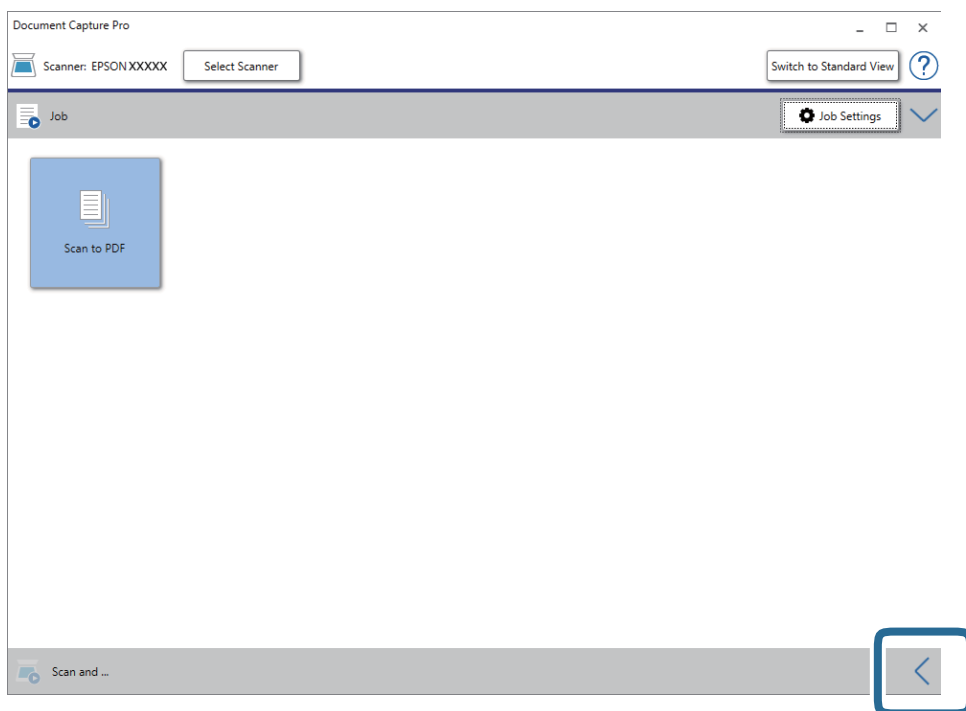 Document Capture Pro
Scanner: EPSON XXXXX Select Scanner Switch to Standard View ?
Job Job Settings
Scan to PDF
Scan and ...